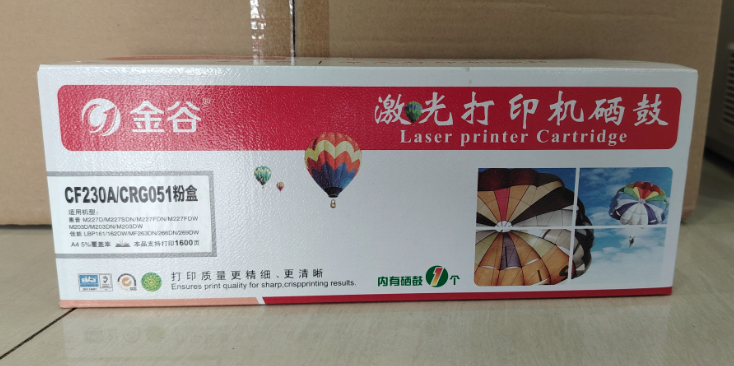 金谷
激光打印机硒鼓
Laser printer Cartridge
CF230A/CRG051粉盒
适用机型:
惠普 M227D/M227SDN/M227FDN/M227FDW
M203D/M203DN/M203DW
佳能 LBP161/162DW/MF263DN/266DN/269DW
A4 5%覆盖率 本品支持打印1600页
打印质量更精细、更清晰
Ensures print quality for sharp,crispprinting results.
内有硒鼓1个